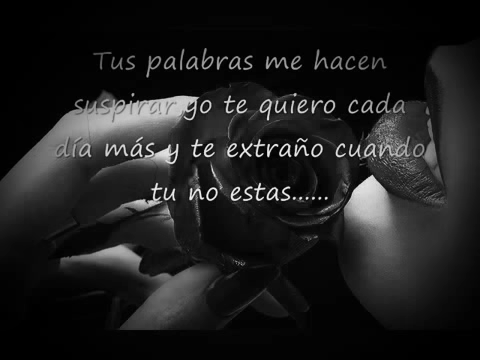 Tus palabras me hacen
suspirar,yo te quiero cada
día más y te extraño cuando
tu no estas......